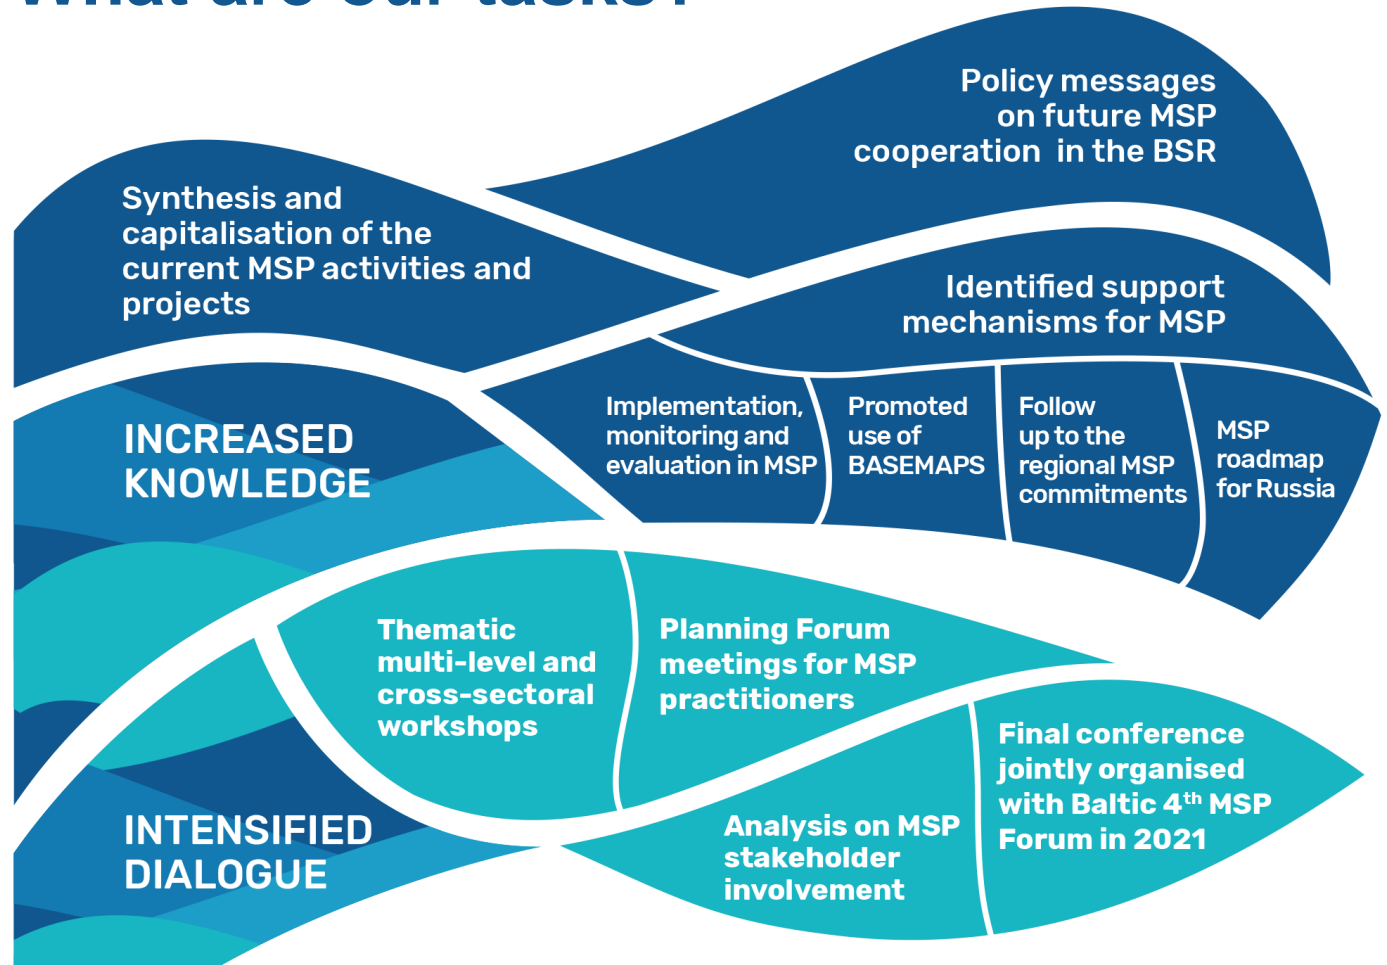 What are our tasks?
Policy messages
on future MSP
cooperation in the BSR
Synthesis and
capitalisation of the
current MSP activities and
projects
Identified support
mechanisms for MSP
Implementation,
monitoring and
evaluation in MSP
Promoted
use of
BASEMAPS
Follow
up to the
regional MSP
commitments
MSP
roadmap
for Russia
INCREASED
KNOWLEDGE
Thematic
multi-level and
cross-sectoral
workshops
Planning Forum
meetings for MSP
practitioners
Analysis on MSP
stakeholder
involvement
Final conference
jointly organised
with Baltic 4th MSP
Forum in 2021
INTENSIFIED
DIALOGUE